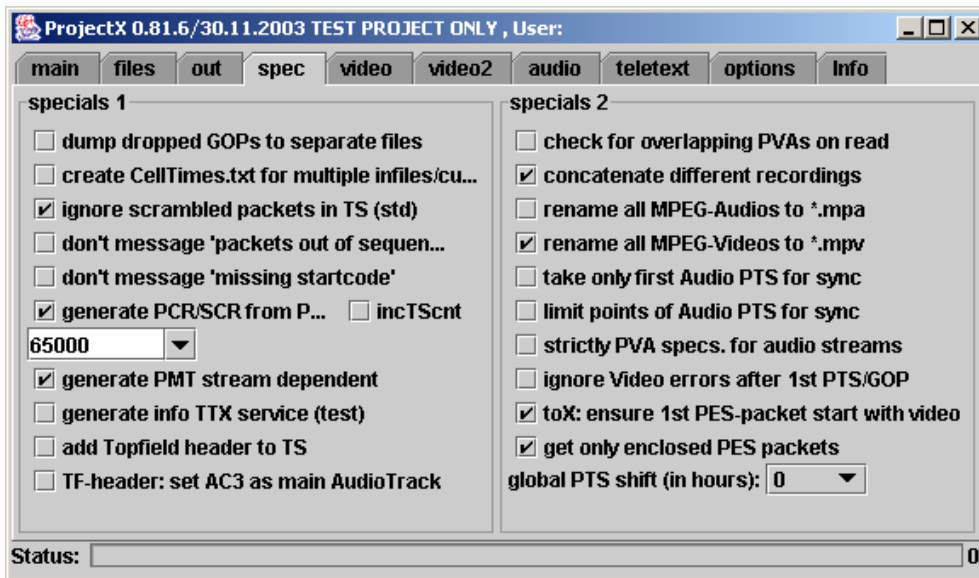 ProjectX 0.81.6/30.11.2003 TEST PROJECT ONLY , User:
main files out spec video video2 audio teletext options Info
specials 1
dump dropped GOPs to separate files
create CellTimes.txt for multiple infiles/cu...
ignore scrambled packets in TS (std)
don't message 'packets out of sequen...
don't message 'missing startcode'
generate PCR/SCR from P... incTScnt
65000
generate PMT stream dependent
generate info TTX service (test)
add Topfield header to TS
TF-header: set AC3 as main AudioTrack
specials 2
check for overlapping PVAs on read
concatenate different recordings
rename all MPEG-Audios to *.mpa
rename all MPEG-Videos to *.mpv
take only first Audio PTS for sync
limit points of Audio PTS for sync
strictly PVA specs. for audio streams
ignore Video errors after 1st PTS/GOP
toX: ensure 1st PES-packet start with video
get only enclosed PES packets
global PTS shift (in hours): 0
Status: 0